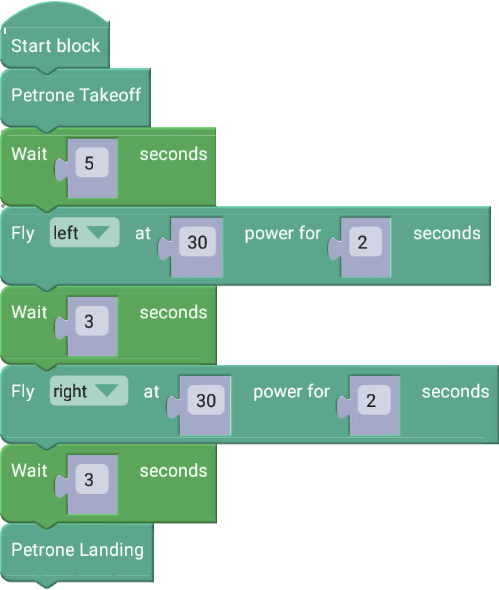 Start block
Petrone Takeoff
Wait 5 seconds
Fly left at 30 power for 2 seconds
Wait 3 seconds
Fly right at 30 power for 2 seconds
Wait 3 seconds
Petrone Landing